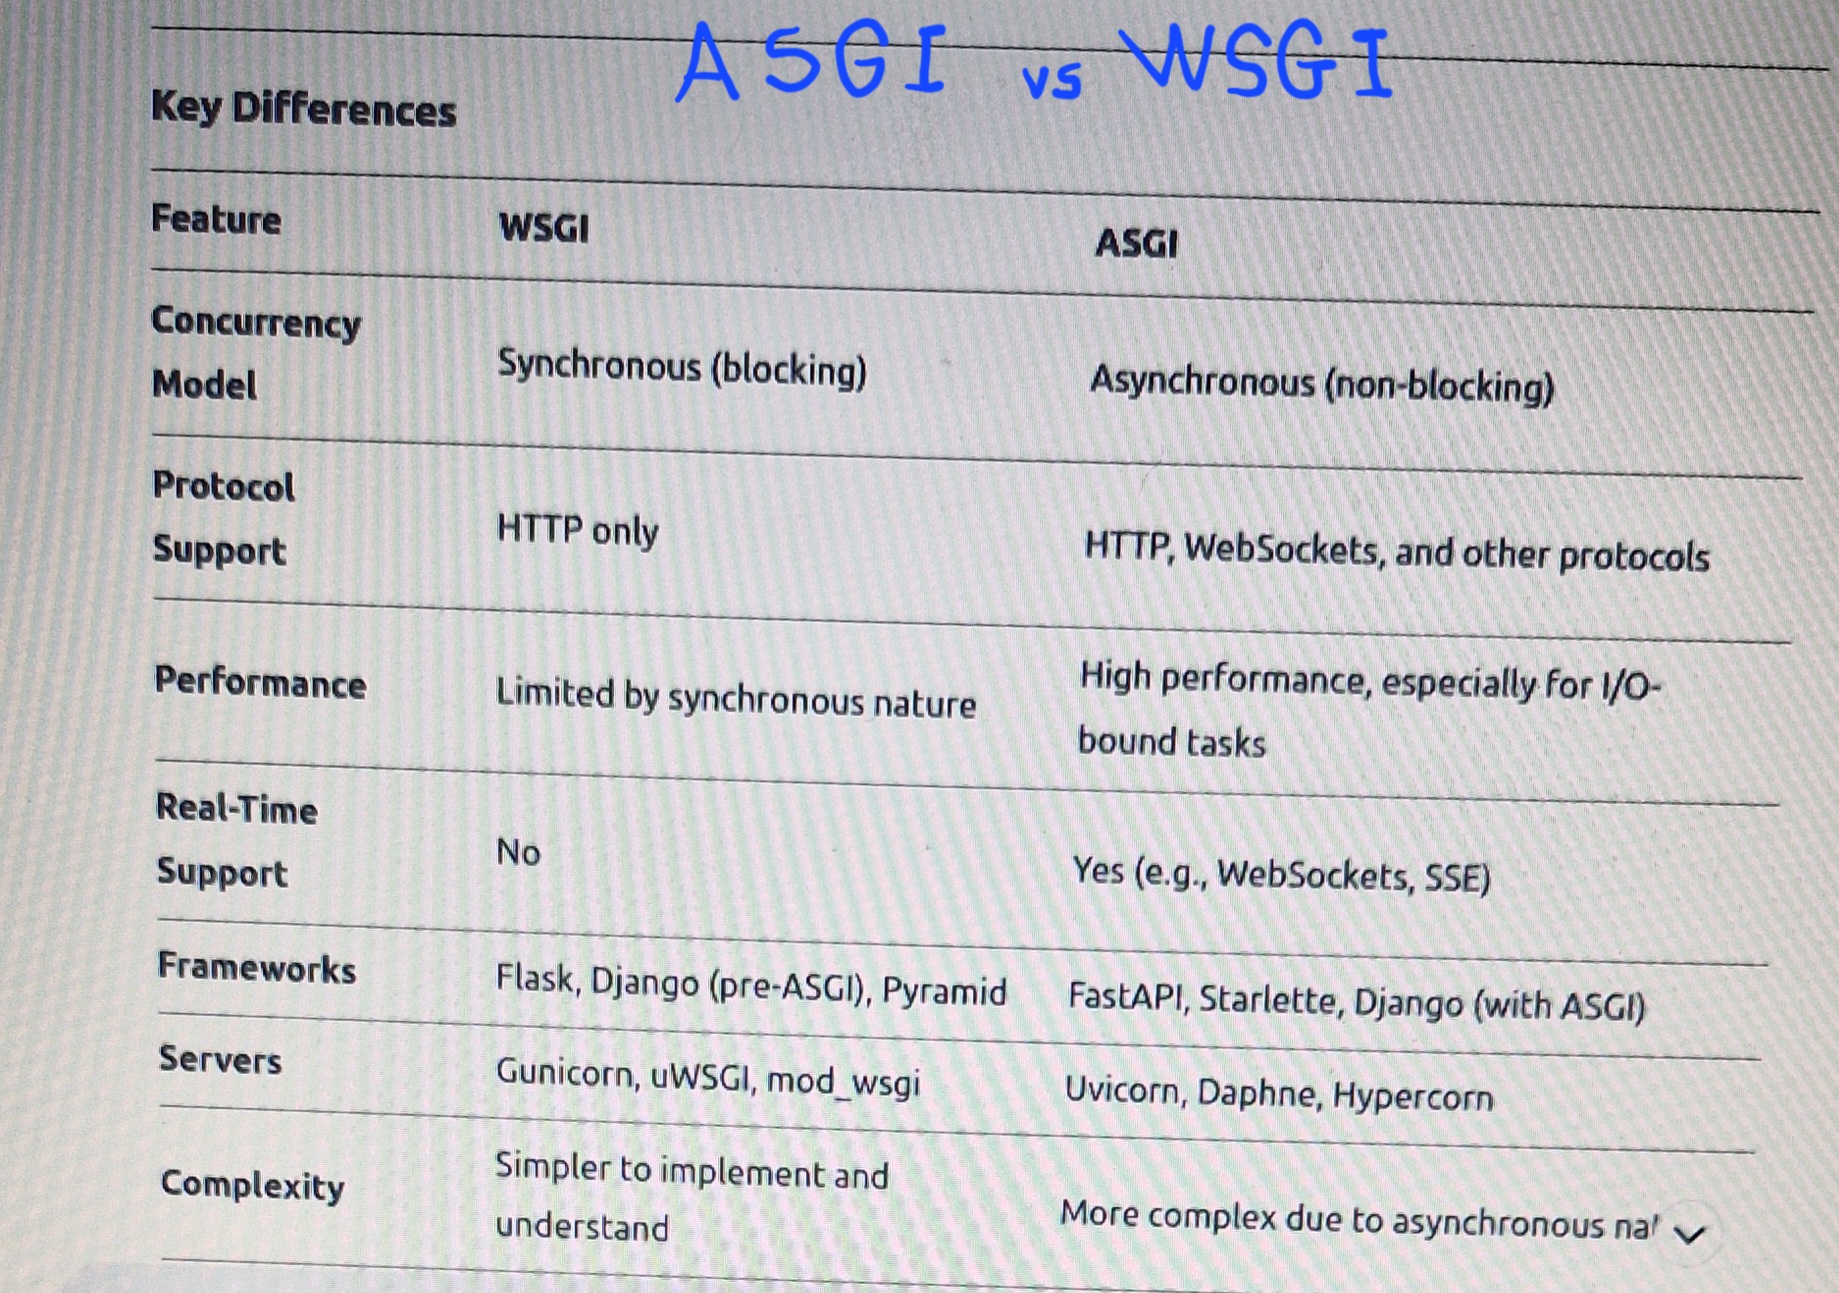 ASGI vs WSGI
Key Differences
Feature WSGI ASGI
Concurrency
Model
Synchronous (blocking) Asynchronous (non-blocking)
Protocol
Support
HTTP only HTTP, WebSockets, and other protocols
Performance Limited by synchronous nature
High performance, especially for I/O-
bound tasks
Real-Time
Support
No Yes (e.g., WebSockets, SSE)
Frameworks Flask, Django (pre-ASGI), Pyramid FastAPI, Starlette, Django (with ASGI)
Servers Gunicorn, uWSGI, mod_wsgi Uvicorn, Daphne, Hypercorn
Complexity
Simpler to implement and
understand
More complex due to asynchronous